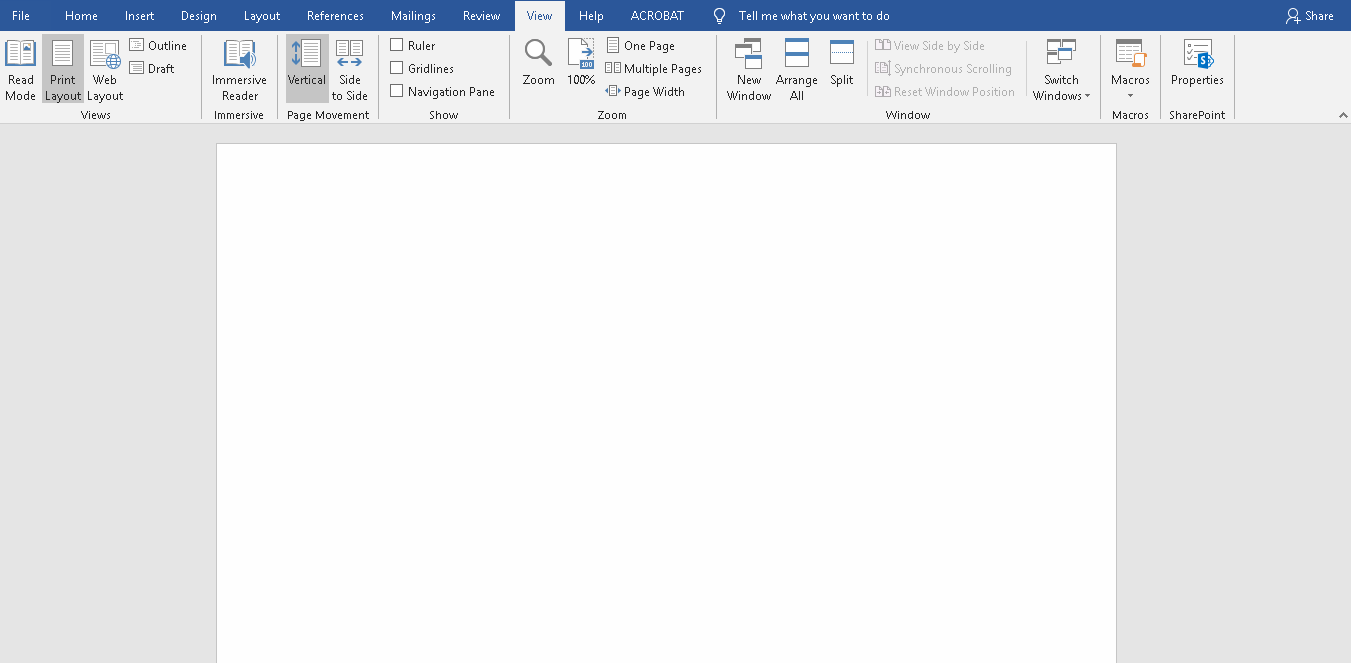 File Home Insert Design Layout References Mailings Review View Help ACROBAT Tell me what you want to do Share
Read Mode
Print Layout
Web Layout
Outline
Draft
Views
Immersive Reader
Immersive
Vertical
Side to Side
Page Movement
Ruler
Gridlines
Navigation Pane
Show
Zoom
100
100%
One Page
Multiple Pages
Page Width
Zoom
New Window
Arrange All
Split
View Side by Side
Synchronous Scrolling
Reset Window Position
Switch Windows
Window
Macros
Macros
S
Properties
SharePoint